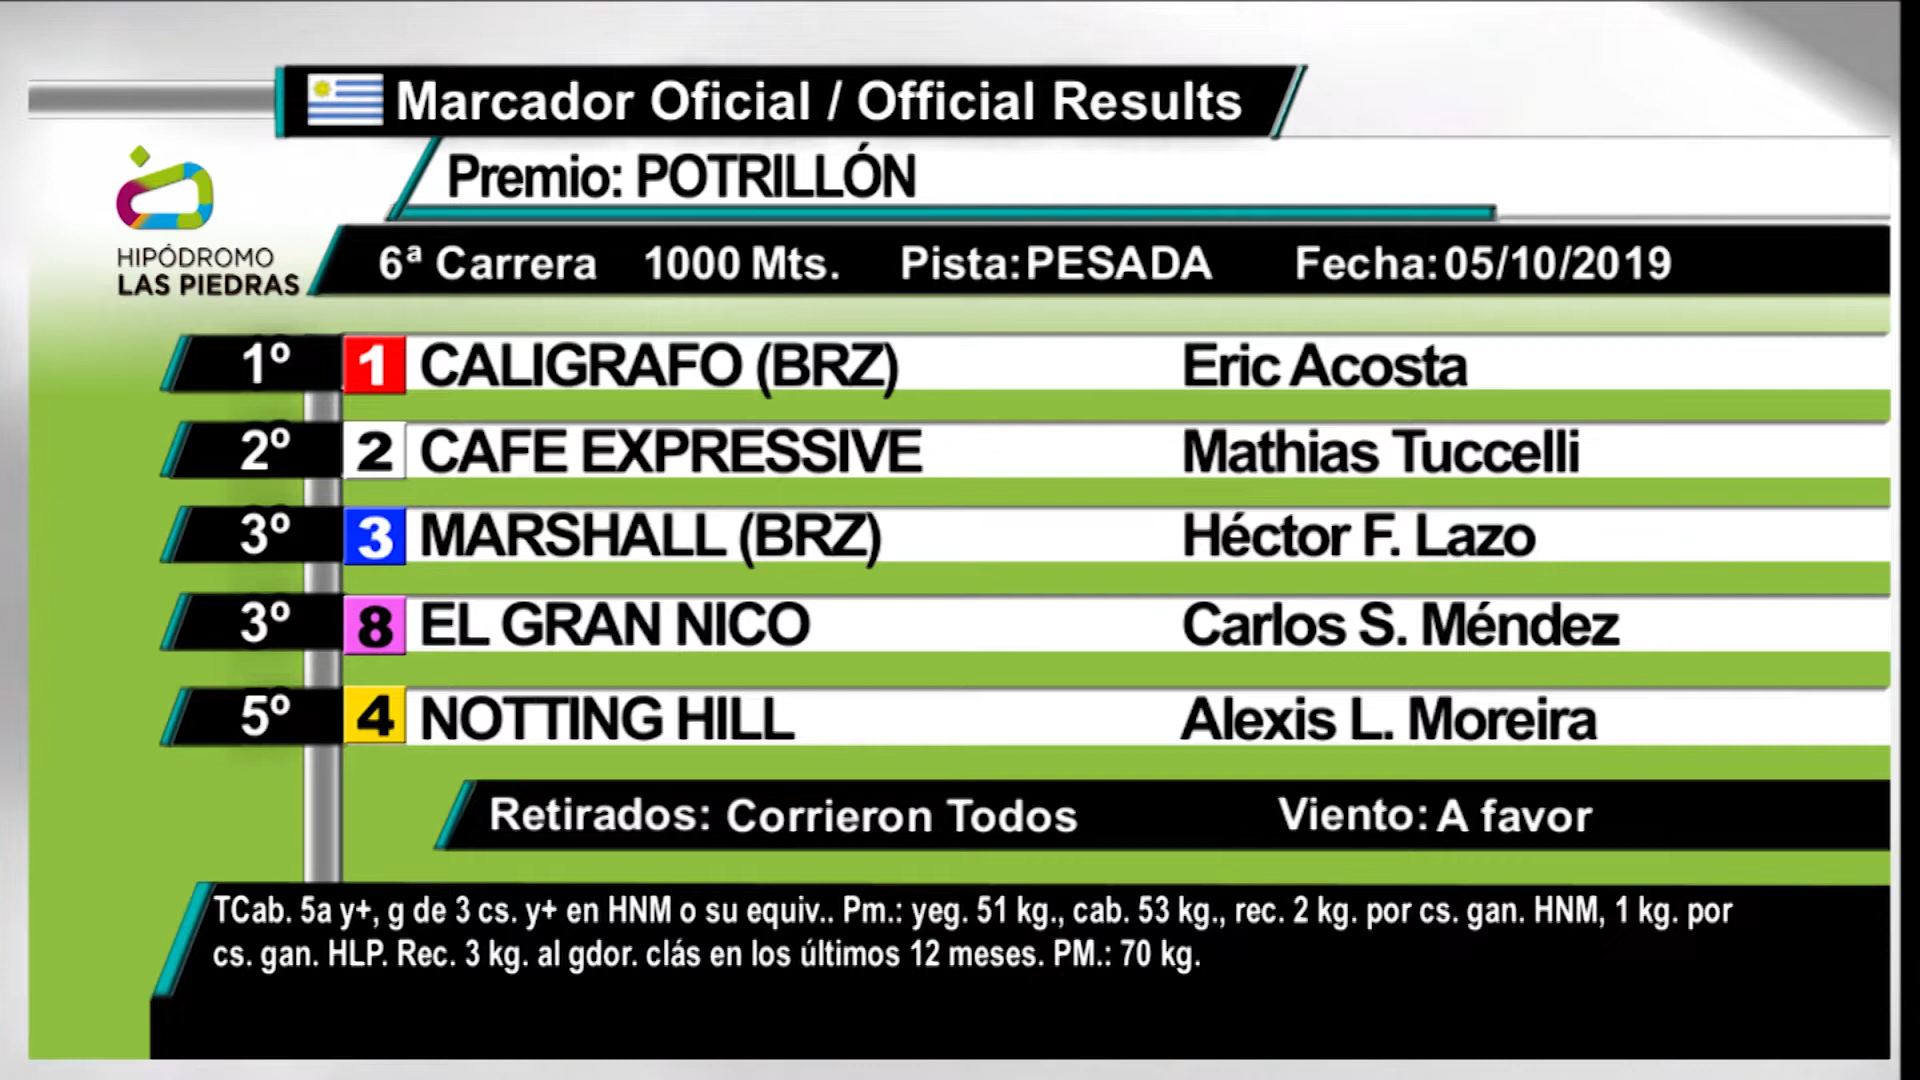 Marcador Oficial / Official Results
Premio: POTRILLÓN
HIPÓDROMO
LAS PIEDRAS
6ª Carrera 1000 Mts. Pista: PESADA Fecha: 05/10/2019
1º 1 CALIGRAFO (BRZ) Eric Acosta
2º 2 CAFE EXPRESSIVE Mathias Tuccelli
3º 3 MARSHALL (BRZ) Héctor F. Lazo
3º 8 EL GRAN NICO Carlos S. Méndez
5º 4 NOTTING HILL Alexis L. Moreira
Retirados: Corrieron Todos Viento: A favor
TCab. 5a y+, g de 3 cs. y+ en HNM o su equiv.. Pm.: yeg. 51 kg., cab. 53 kg., rec. 2 kg. por cs. gan. HNM, 1 kg. por
cs. gan. HLP. Rec. 3 kg. al gdor. clás en los últimos 12 meses. PM.: 70 kg.